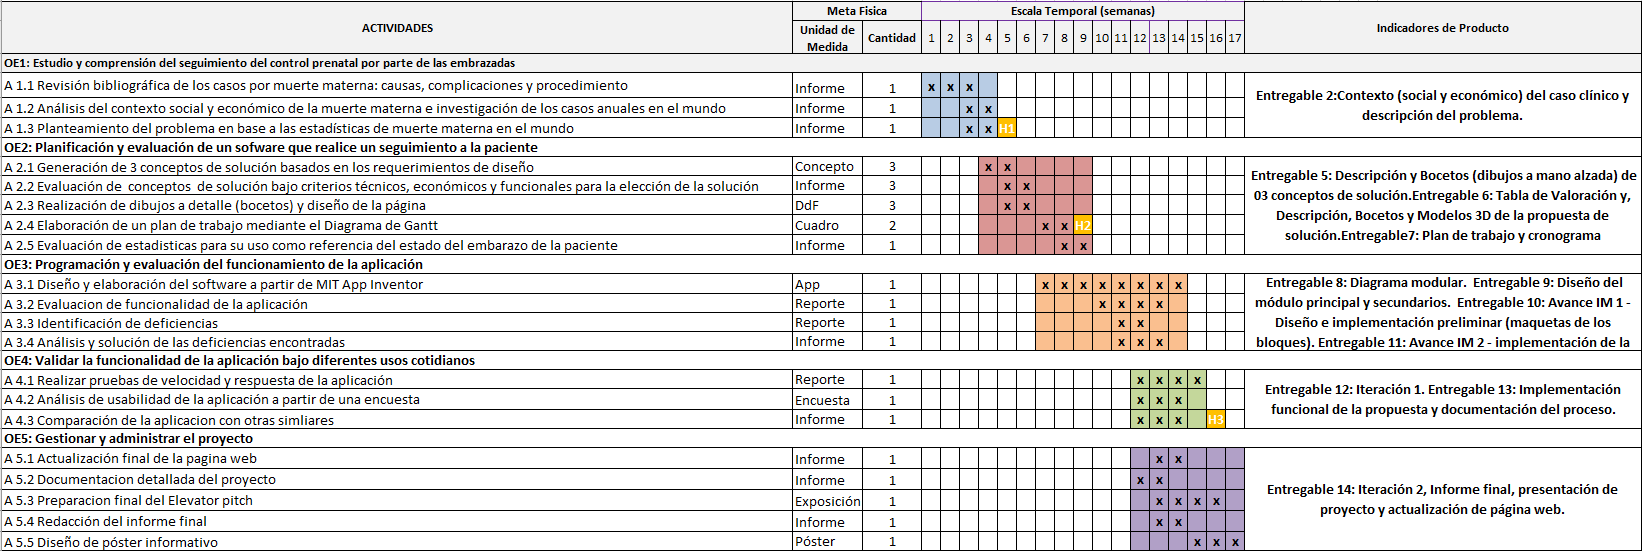 ACTIVIDADES Meta Fisica Escala Temporal (semanas) Indicadores de Producto
Unidad de Medida Cantidad 1 2 3 4 5 6 7 8 9 10 11 12 13 14 15 16 17
OE1: Estudio y comprensión del seguimiento del control prenatal por parte de las embrazadas
A 1.1 Revisión bibliográfica de los casos por muerte materna: causas, complicaciones y procedimiento Informe 1 x x x
A 1.2 Análisis del contexto social y económico de la muerte materna e investigación de los casos anuales en el mundo Informe 1 x x
A 1.3 Planteamiento del problema en base a las estadísticas de muerte materna en el mundo Informe 1 x x H1
Entregable 2:Contexto (social y económico) del caso clínico y
descripción del problema.
OE2: Planificación y evaluación de un sofware que realice un seguimiento a la paciente
A 2.1 Generación de 3 conceptos de solución basados en los requerimientos de diseño Concepto 3 x x
A 2.2 Evaluación de conceptos de solución bajo criterios técnicos, económicos y funcionales para la elección de la solución Informe 3 x x
A 2.3 Realización de dibujos a detalle (bocetos) y diseño de la página DdF 3 x x
A 2.4 Elaboración de un plan de trabajo mediante el Diagrama de Gantt Cuadro 2 x x H2
A 2.5 Evaluación de estadisticas para su uso como referencia del estado del embarazo de la paciente Informe 1 x x
Entregable 5: Descripción y Bocetos (dibujos a mano alzada) de
03 conceptos de solución.Entregable 6: Tabla de Valoración y,
Descripción, Bocetos y Modelos 3D de la propuesta de
solución.Entregable7: Plan de trabajo y cronograma
OE3: Programación y evaluación del funcionamiento de la aplicación
A 3.1 Diseño y elaboración del software a partir de MIT App Inventor App 1 x x x x x x x x
A 3.2 Evaluacion de funcionalidad de la aplicación Reporte 1 x x x x
A 3.3 Identificación de deficiencias Reporte 1 x x
A 3.4 Análisis y solución de las deficiencias encontradas Informe 1 x x x
Entregable 8: Diagrama modular. Entregable 9: Diseño del
módulo principal y secundarios. Entregable 10: Avance IM 1 -
Diseño e implementación preliminar (maquetas de los
bloques). Entregable 11: Avance IM 2 - implementación de la
OE4: Validar la funcionalidad de la aplicación bajo diferentes usos cotidianos
A 4.1 Realizar pruebas de velocidad y respuesta de la aplicación Reporte 1 x x x x
A 4.2 Análisis de usabilidad de la aplicación a partir de una encuesta Encuesta 1 x x x
A 4.3 Comparación de la aplicacion con otras simliares Informe 1 x x x H3
Entregable 12: Iteración 1. Entregable 13: Implementación
funcional de la propuesta y documentación del proceso.
OE5: Gestionar y administrar el proyecto
A 5.1 Actualización final de la pagina web Informe 1 x x
A 5.2 Documentacion detallada del proyecto Informe 1 x x
A 5.3 Preparacion final del Elevator pitch Exposición 1 x x x x
A 5.4 Redacción del informe final Informe 1 x x
A 5.5 Diseño de póster informativo Póster 1 x x x
Entregable 14: Iteración 2, Informe final, presentación de
proyecto y actualización de página web.